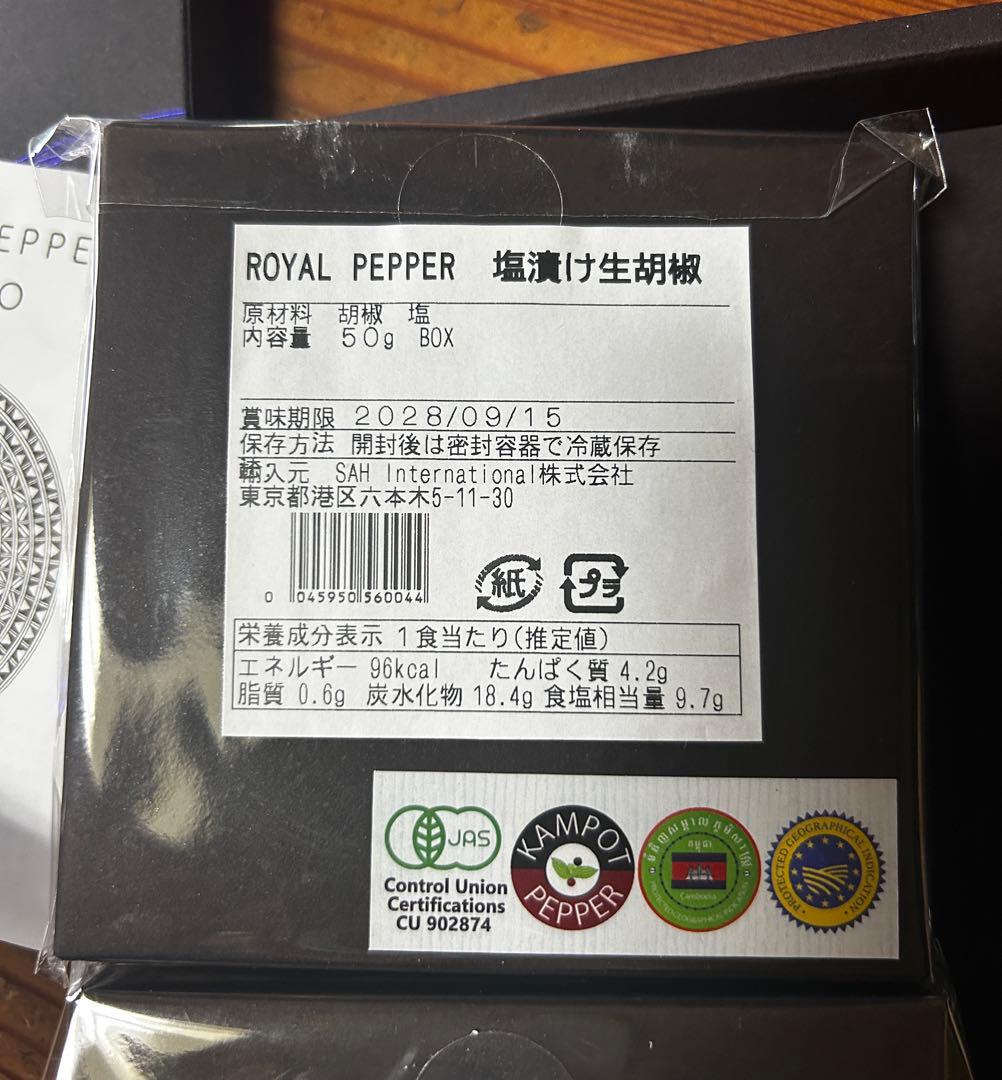 EPPE
O
ROYAL PEPPER 塩漬け生胡椒
原材料 胡椒 塩
内容量 50g BOX
賞味期限 2028/09/15
保存方法 開封後は密封容器で冷蔵保存
輸入元 SAH International株式会社
東京都港区六本木5-11-30
0 045950 560044
紙 プラ
栄養成分表示 1食当たり(推定値)
エネルギー 96kcal たんぱく質 4.2g
脂質 0.6g 炭水化物 18.4g 食塩相当量 9.7g
JAS
Control Union
Certifications
CU 902874
KAMPOT
PEPPER
កម្ពុជា
Cambodia
PROTECTED GEOGRAPHICAL INDICATION